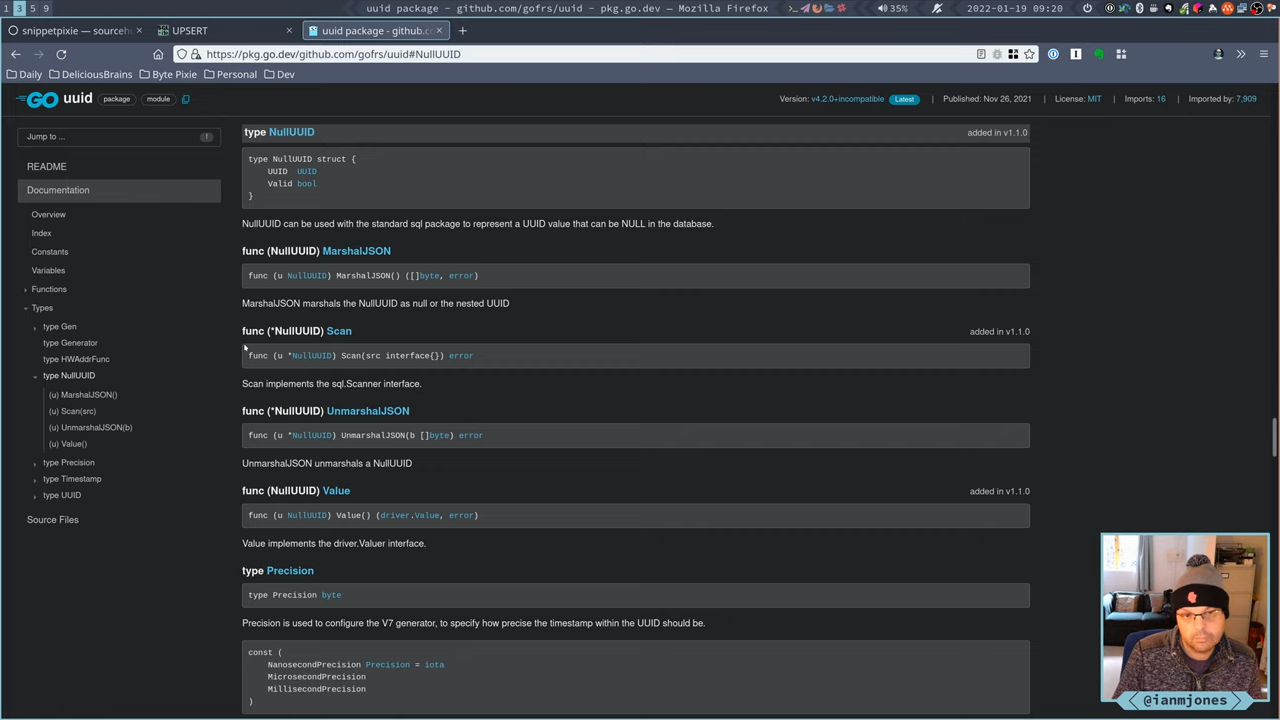 1 3 5 9
uuid package - github.com/gofrs/uuid - pkg.go.dev — Mozilla Firefox
35%
2022-01-19 09:20
snippetpixie — sourcehu
UPSERT
uuid package - github.co
https://pkg.go.dev/github.com/gofrs/uuid#NullUUID
Daily
DeliciousBrains
Byte Pixie
Personal
Dev
GO uuid
package
module
Version: v4.2.0+incompatible Latest
Published: Nov 26, 2021
License: MIT
Imports: 16
Imported by: 7,909
Jump to ...
README
Documentation
Overview
Index
Constants
Variables
Functions
Types
type Gen
type Generator
type HWAddrFunc
type NullUUID
(u) MarshalJSON()
(u) Scan(src)
(u) UnmarshalJSON(b)
(u) Value()
type Precision
type Timestamp
type UUID
Source Files
type NullUUID
added in v1.1.0
type NullUUID struct {
UUID UUID
Valid bool
}
NullUUID can be used with the standard sql package to represent a UUID value that can be NULL in the database.
func (NullUUID) MarshalJSON
func (u NullUUID) MarshalJSON() ([]byte, error)
MarshalJSON marshals the NullUUID as null or the nested UUID
func (*NullUUID) Scan
added in v1.1.0
func (u *NullUUID) Scan(src interface{}) error
Scan implements the sql.Scanner interface.
func (*NullUUID) UnmarshalJSON
func (u *NullUUID) UnmarshalJSON(b []byte) error
UnmarshalJSON unmarshals a NullUUID
func (NullUUID) Value
added in v1.1.0
func (u NullUUID) Value() (driver.Value, error)
Value implements the driver.Valuer interface.
type Precision
type Precision byte
Precision is used to configure the V7 generator, to specify how precise the timestamp within the UUID should be.
const (
NanosecondPrecision Precision = iota
MicrosecondPrecision
MillisecondPrecision
)
@ianmjones